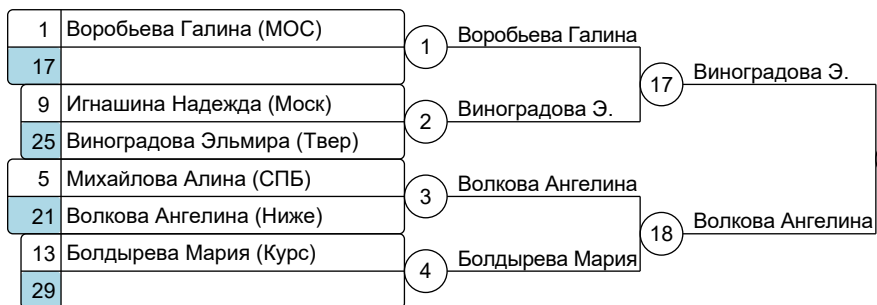 1 Воробьева Галина (МОС)
17
9 Игнашина Надежда (Моск)
25 Виноградова Эльмира (Твер)
5 Михайлова Алина (СПБ)
21 Волкова Ангелина (Ниже)
13 Болдырева Мария (Курс)
29
1 Воробьева Галина
2 Виноградова Э.
3 Волкова Ангелина
4 Болдырева Мария
17 Виноградова Э.
18 Волкова Ангелина